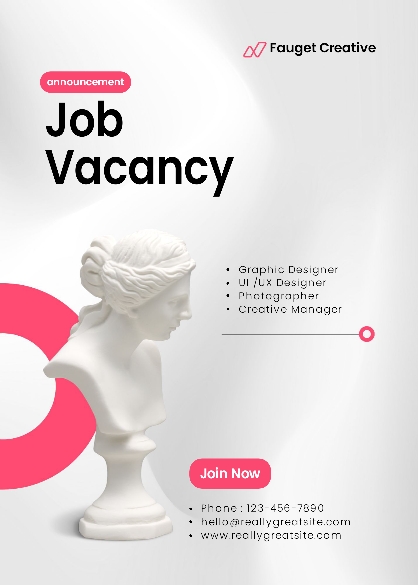 Fauget Creative
announcement
Job
Vacancy
• Graphic Designer
• UI /UX Designer
• Photographer
• Creative Manager
Join Now
• Phone : 123-456-7890
• hello@reallygreatsite.com
• www.reallygreatsite.com